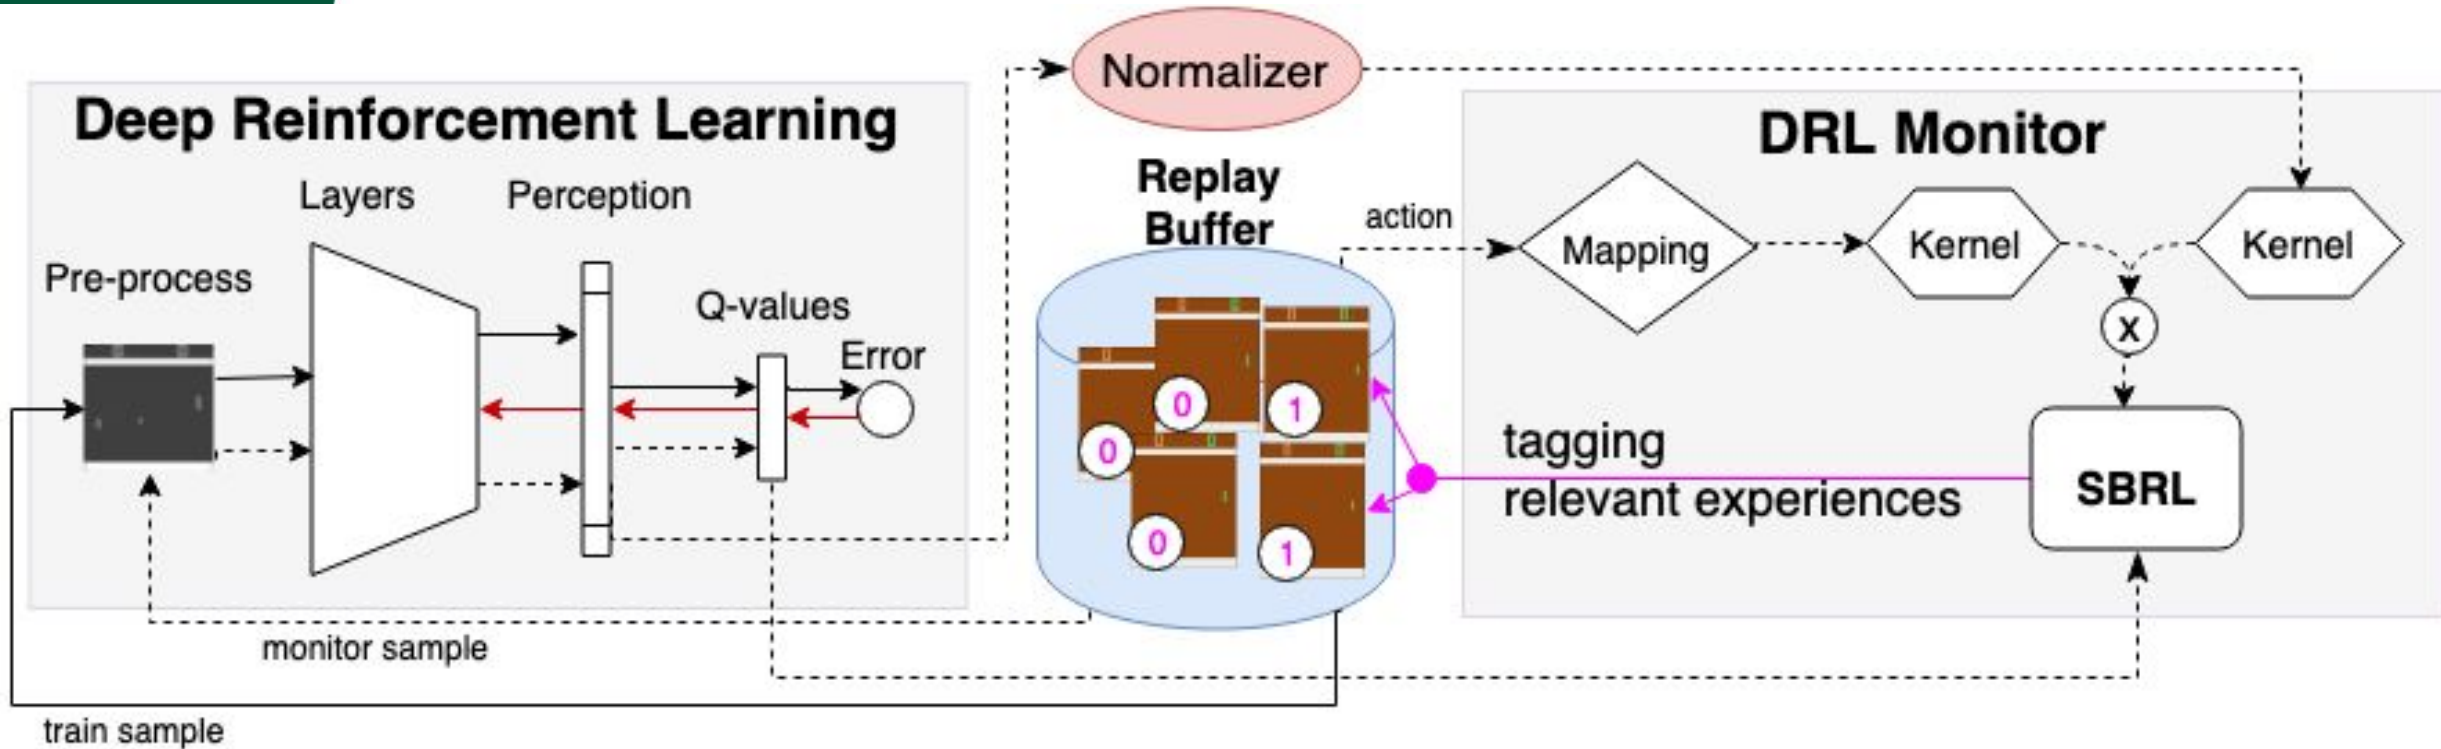 Normalizer
Deep Reinforcement Learning
DRL Monitor
Replay
Buffer
Layers
Perception
action
Pre-process
Mapping
Kernel
Kernel
Q-values
Error
X
0
1
0
0
1
tagging
relevant experiences
SBRL
monitor sample
train sample